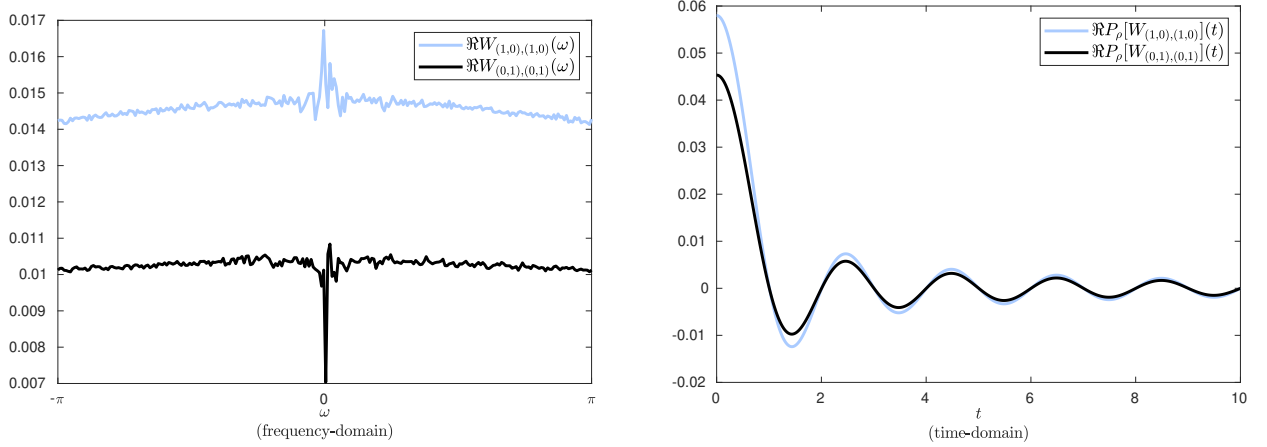 0.017
0.016
0.015
0.014
0.013
0.012
0.011
0.01
0.009
0.008
0.007
ℜW₍₁,₀₎,₍₁,₀₎(ω)
ℜW₍₀,₁₎,₍₀,₁₎(ω)
-π 0 π
ω
(frequency-domain)
0.06
0.05
0.04
0.03
0.02
0.01
0
-0.01
-0.02
ℜP_ρ[W₍₁,₀₎,₍₁,₀₎](t)
ℜP_ρ[W₍₀,₁₎,₍₀,₁₎](t)
0 2 4 6 8 10
t
(time-domain)